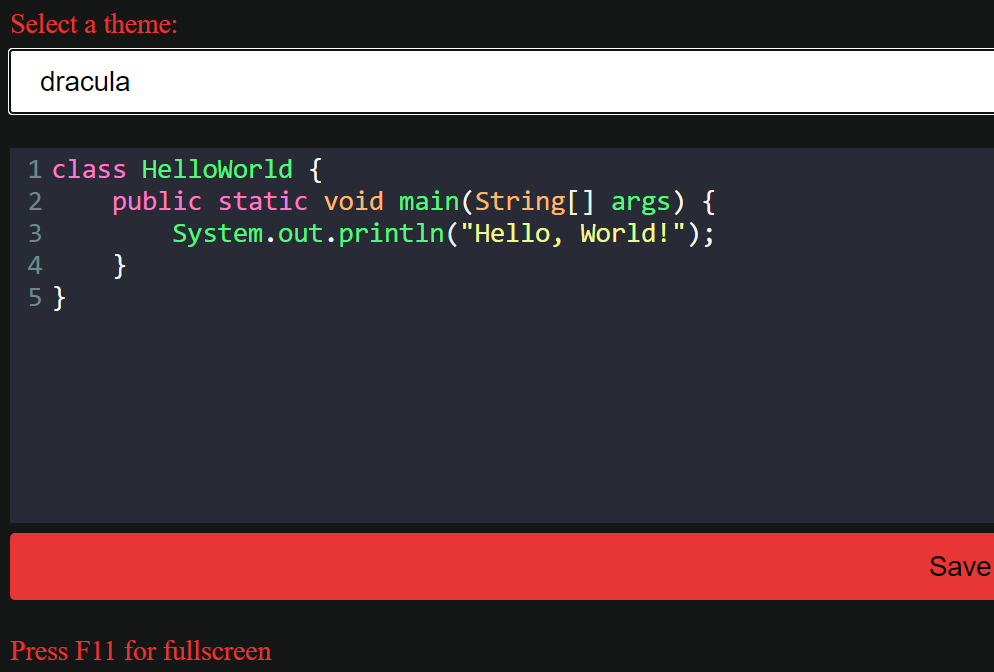 Select a theme:
dracula
1 class HelloWorld {
2     public static void main(String[] args) {
3         System.out.println("Hello, World!");
4     }
5 }
Save
Press F11 for fullscreen